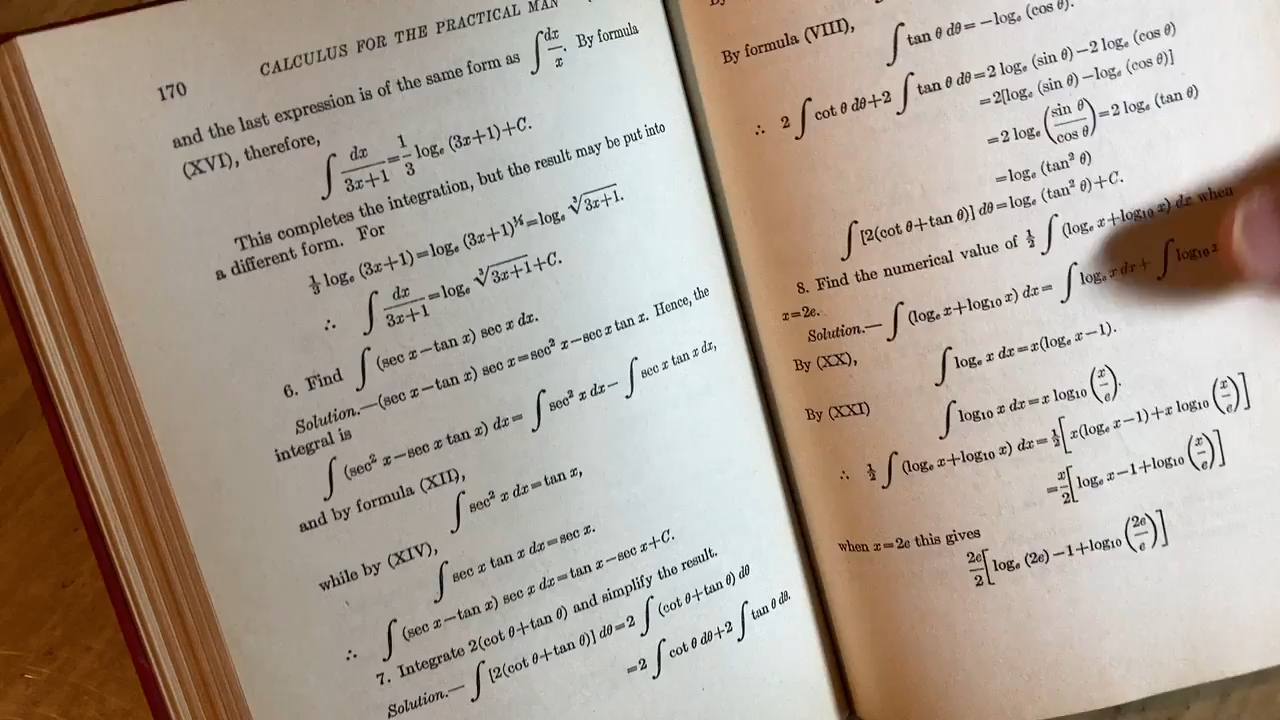 170
CALCULUS FOR THE PRACTICAL MAN
and the last expression is of the same form as ∫dx/x. By formula
(XVI), therefore,
∫ dx/3x+1=1/3 logₑ (3x+1)+C.
This completes the integration, but the result may be put into
a different form. For
⅓ logₑ (3x+1)=logₑ (3x+1)^⅓=logₑ ∛3x+1.
∴ ∫ dx/3x+1=logₑ ∛3x+1+C.
6. Find ∫(sec x−tan x) sec x dx.
Solution.—(sec x−tan x) sec x=sec² x−sec x tan x. Hence, the
integral is
∫(sec² x−sec x tan x) dx=∫sec² x dx−∫sec x tan x dx,
and by formula (XII),
∫sec² x dx=tan x,
while by (XIV),
∫sec x tan x dx=sec x.
∴ ∫(sec x−tan x) sec x dx=tan x−sec x+C.
7. Integrate 2(cot θ+tan θ) and simplify the result.
Solution.—∫[2(cot θ+tan θ)] dθ=2∫(cot θ+tan θ) dθ
=2∫cot θ dθ+2∫tan θ dθ.
By formula (VIII),
∫tan θ dθ=−logₑ (cos θ).
∴ 2∫cot θ dθ+2∫tan θ dθ=2 logₑ (sin θ)−2 logₑ (cos θ)
=2[logₑ (sin θ)−logₑ (cos θ)]
=2 logₑ (sin θ/cos θ)=2 logₑ (tan θ)
=logₑ (tan² θ)
∫[2(cot θ+tan θ)] dθ=logₑ (tan² θ)+C.
8. Find the numerical value of ½∫(logₑ x+log₁₀ x) dx when
x=2e.
Solution.—∫(logₑ x+log₁₀ x) dx=∫logₑ x dx+∫log₁₀
By (XX),
∫logₑ x dx=x(logₑ x−1).
By (XXI)
∫log₁₀ x dx=x log₁₀ (x/e).
∴ ½∫(logₑ x+log₁₀ x) dx=½[x(logₑ x−1)+x log₁₀ (x/e)]
=x/2[logₑ x−1+log₁₀ (x/e)]
when x=2e this gives
2e/2[logₑ (2e)−1+log₁₀ (2e/e)]